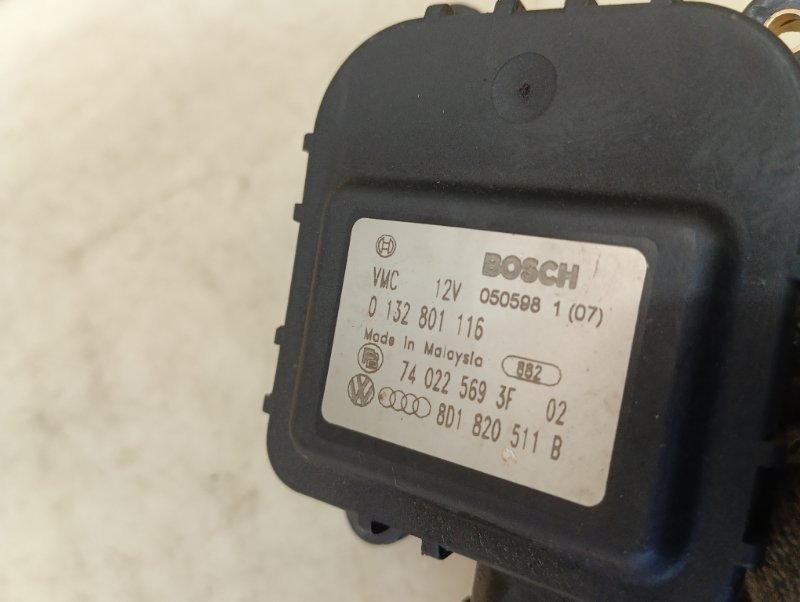 BOSCH
VMC 12V 050598 1 (07)
0 132 801 116
Made in Malaysia 882
74 022 569 3F 02
8D1 820 511 B